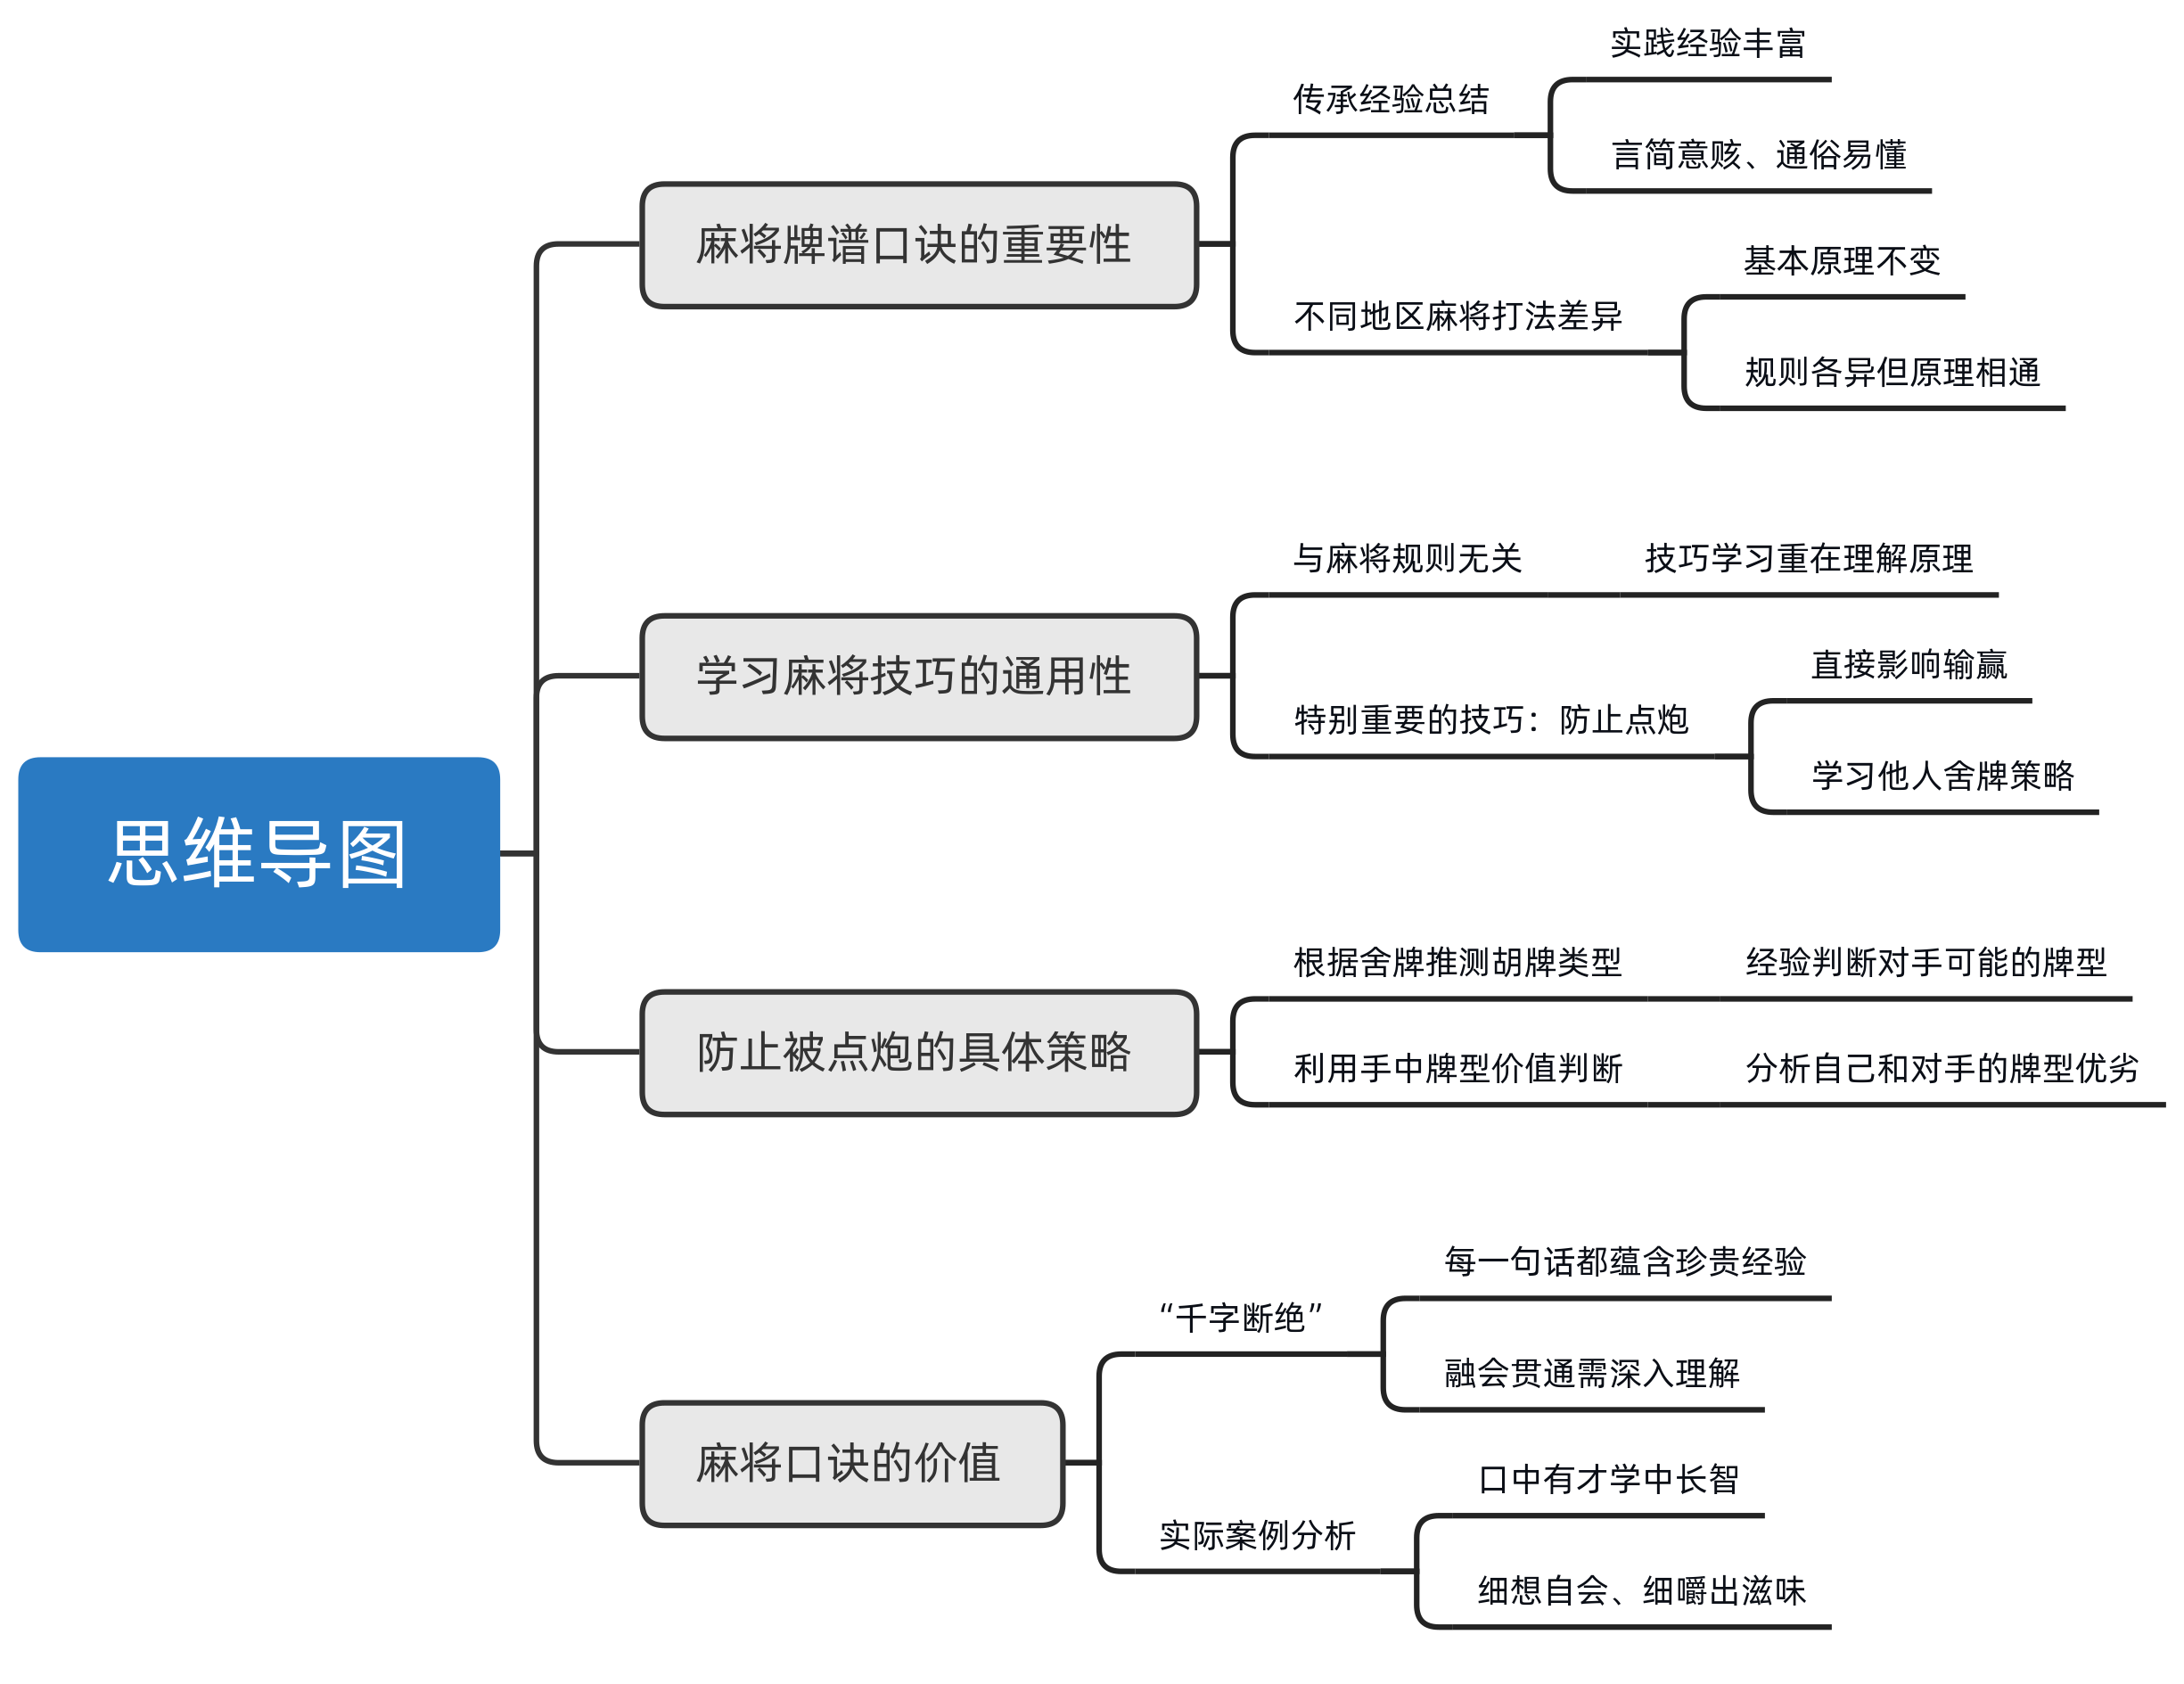 思维导图
麻将牌谱口诀的重要性
传承经验总结
实践经验丰富
言简意赅、通俗易懂
不同地区麻将打法差异
基本原理不变
规则各异但原理相通
学习麻将技巧的通用性
与麻将规则无关
技巧学习重在理解原理
特别重要的技巧：防止点炮
直接影响输赢
学习他人舍牌策略
防止被点炮的具体策略
根据舍牌推测胡牌类型
经验判断对手可能的牌型
利用手中牌型价值判断
分析自己和对手的牌型优劣
麻将口诀的价值
“千字断绝”
每一句话都蕴含珍贵经验
融会贯通需深入理解
实际案例分析
口中有才学中长智
细想自会、细嚼出滋味